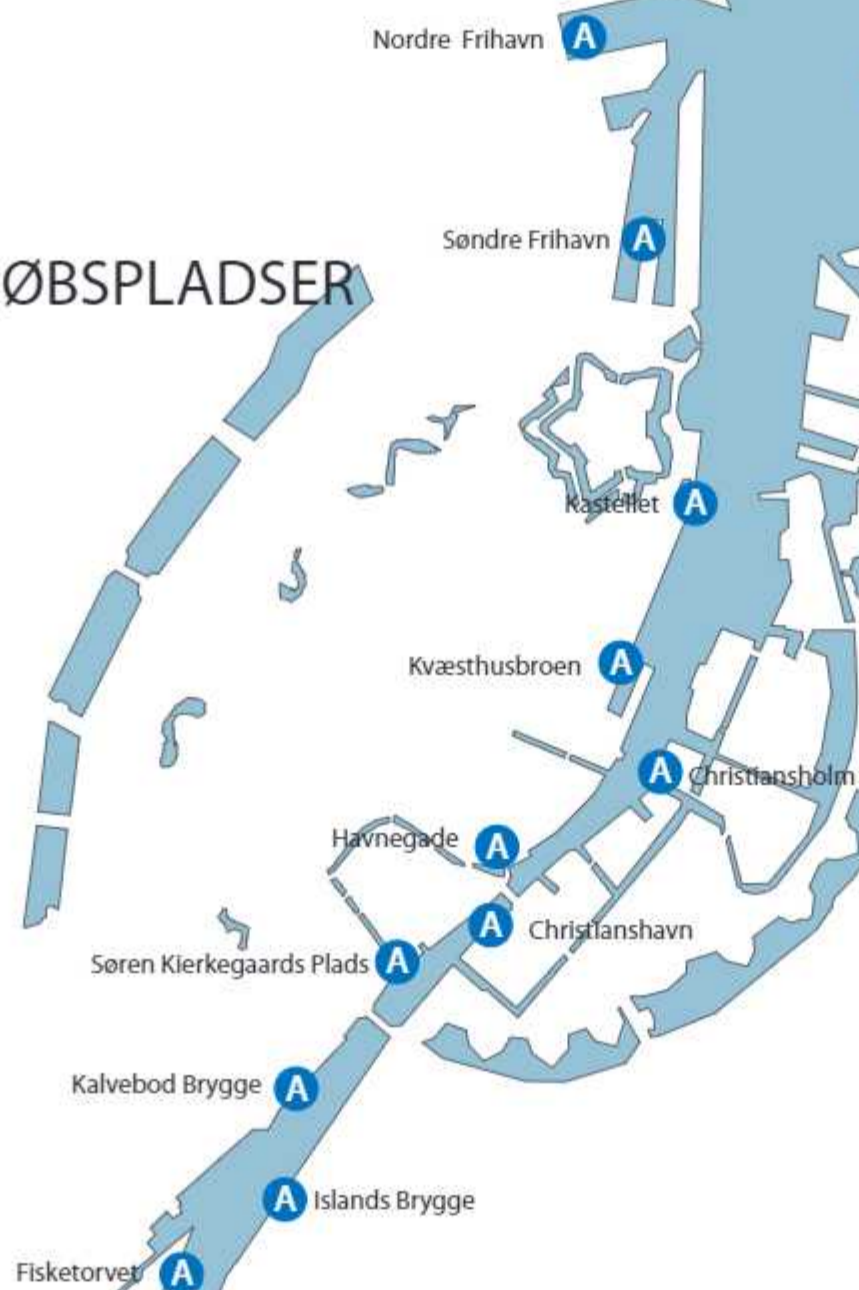 Nordre Frihavn A
Søndre Frihavn A
ØBSPLADSER
Kastellet A
Kvæsthusbroen A
A Christiansholm
Havnegade A
A Christianshavn
Søren Kierkegaards Plads A
Kalvebod Brygge A
A Islands Brygge
Fisketorvet A